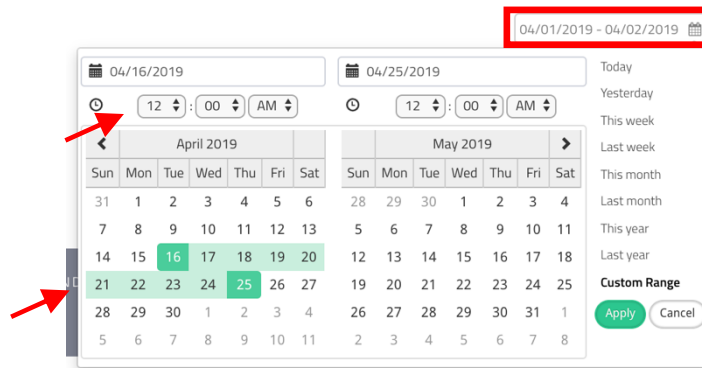 04/01/2019 - 04/02/2019
04/16/2019
04/25/2019
Today
Yesterday
This week
Last week
This month
Last month
This year
Last year
Custom Range
Apply Cancel
12 : 00 AM
12 : 00 AM
April 2019
Sun Mon Tue Wed Thu Fri Sat
31 1 2 3 4 5 6
7 8 9 10 11 12 13
14 15 16 17 18 19 20
21 22 23 24 25 26 27
28 29 30 1 2 3 4
5 6 7 8 9 10 11
May 2019
Sun Mon Tue Wed Thu Fri Sat
28 29 30 1 2 3 4
5 6 7 8 9 10 11
12 13 14 15 16 17 18
19 20 21 22 23 24 25
26 27 28 29 30 31 1
2 3 4 5 6 7 8